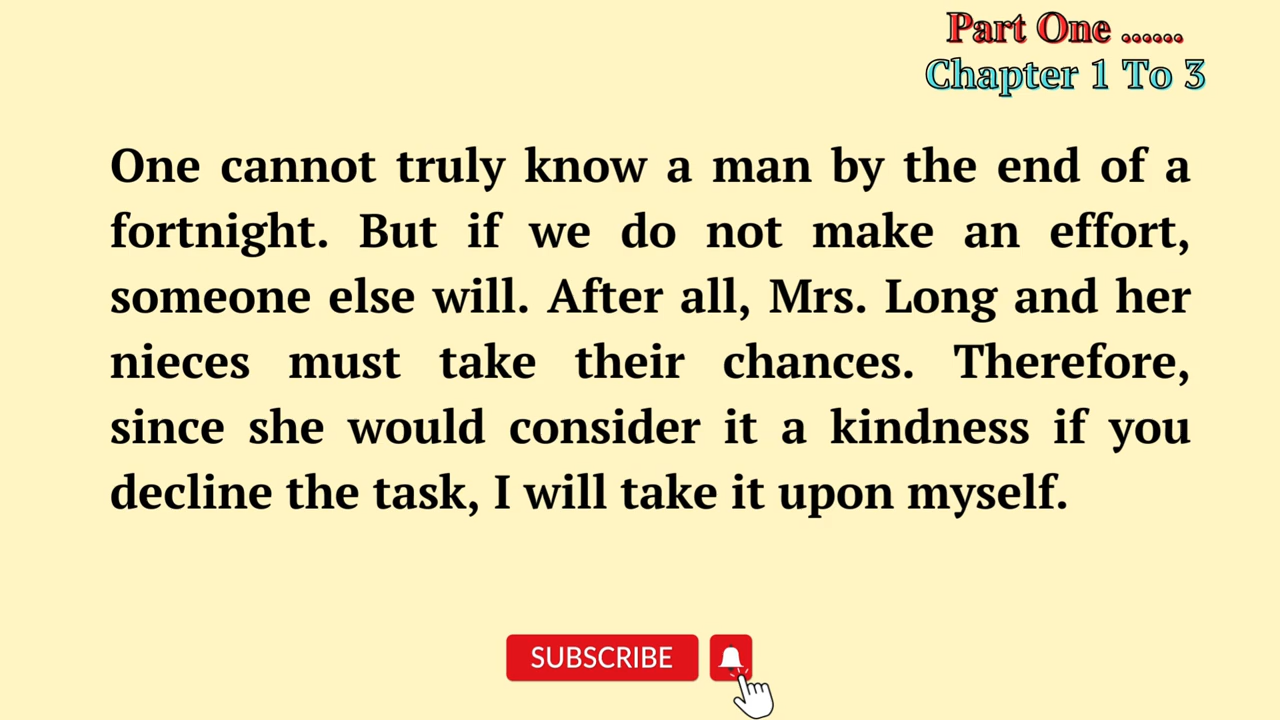 Part One ......
Chapter 1 To 3
One cannot truly know a man by the end of a
fortnight. But if we do not make an effort,
someone else will. After all, Mrs. Long and her
nieces must take their chances. Therefore,
since she would consider it a kindness if you
decline the task, I will take it upon myself.
SUBSCRIBE